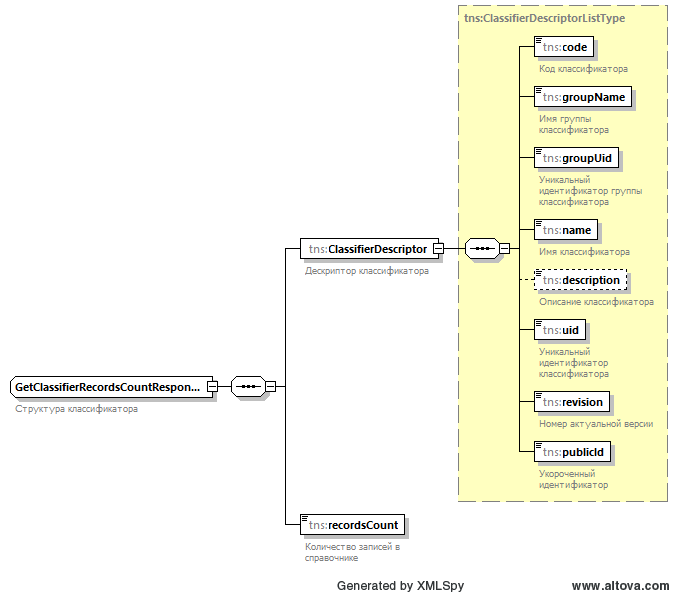 tns:ClassifierDescriptorListType
tns:code
Код классификатора
tns:groupName
Имя группы
классификатора
tns:groupUid
Уникальный
идентификатор группы
классификатора
tns:name
Имя классификатора
tns:ClassifierDescriptor
Дескриптор классификатора
tns:description
Описание классификатора
tns:uid
Уникальный
идентификатор
классификатора
GetClassifierRecordsCountRespon...
Структура классификатора
tns:revision
Номер актуальной версии
tns:publicId
Укороченный
идентификатор
tns:recordsCount
Количество записей в
справочнике
Generated by XMLSpy
www.altova.com